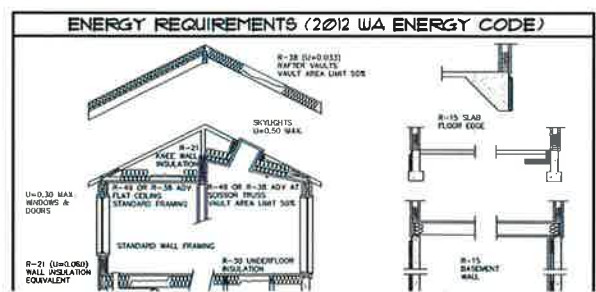 ENERGY REQUIREMENTS (2012 WA ENERGY CODE)
R-38 (U=0.033)
RAFTER VAULTS
VAULT AREA LIMIT 50%
R-15 SLAB
FLOOR EDGE
SKYLIGHTS
U=0.50 MAX.
R-21
KNEE WALL
INSULATION
U=0.30 MAX.
WINDOWS &
DOORS
R-49 OR R-38 ADV
FLAT CEILING
STANDARD FRAMING
R-49 OR R-38 ADV AT
SCISSOR TRUSS
VAULT AREA LIMIT 50%
STANDARD WALL FRAMING
R-21 (U=0.060)
WALL INSULATION
EQUIVALENT
R-30 UNDERFLOOR
INSULATION
R-15
BASEMENT
WALL